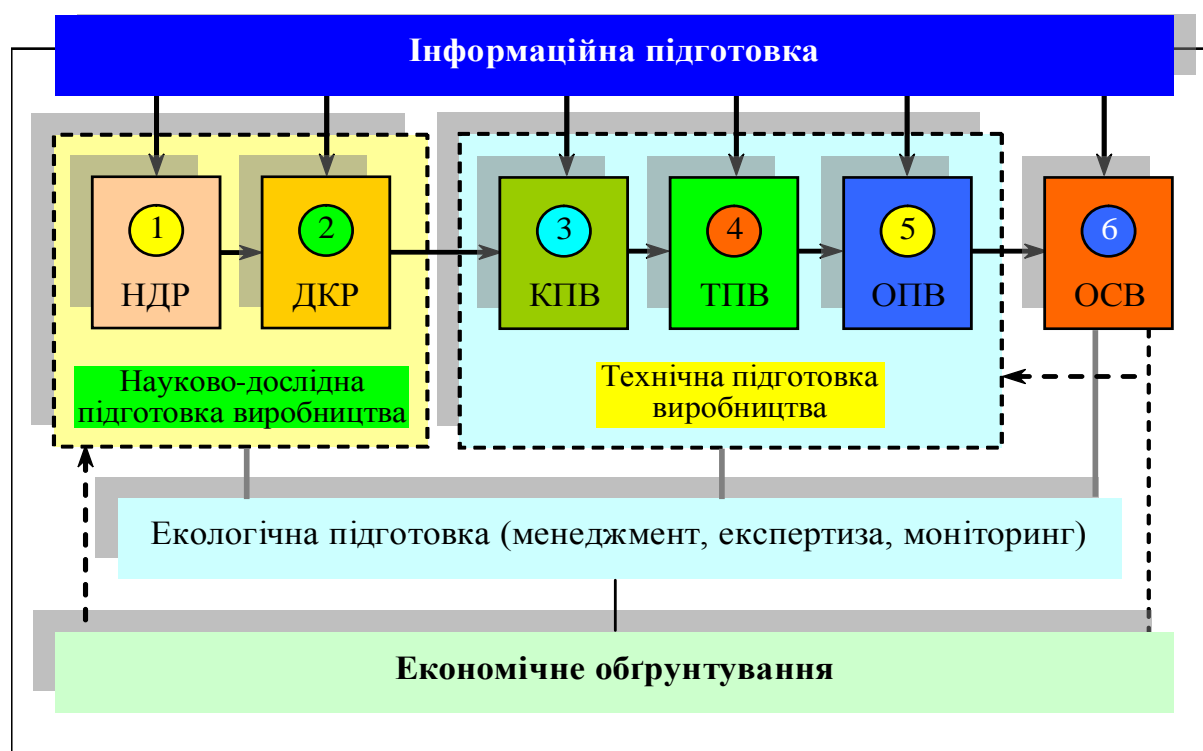 Інформаційна підготовка
1
2
3
4
5
6
НДР
ДКР
КПВ
ТПВ
ОПВ
ОСВ
Науково-дослідна
підготовка виробництва
Технічна підготовка
виробництва
Екологічна підготовка (менеджмент, експертиза, моніторинг)
Економічне обґрунтування